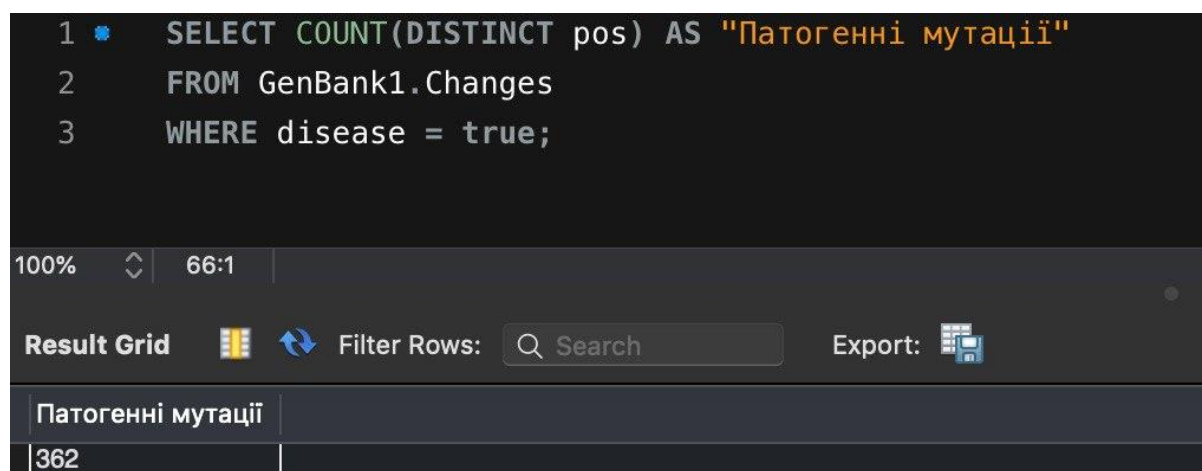 1 SELECT COUNT(DISTINCT pos) AS "Патогенні мутації"
2 FROM GenBank1.Changes
3 WHERE disease = true;
100% 66:1
Result Grid Filter Rows: Search Export:
Патогенні мутації
362